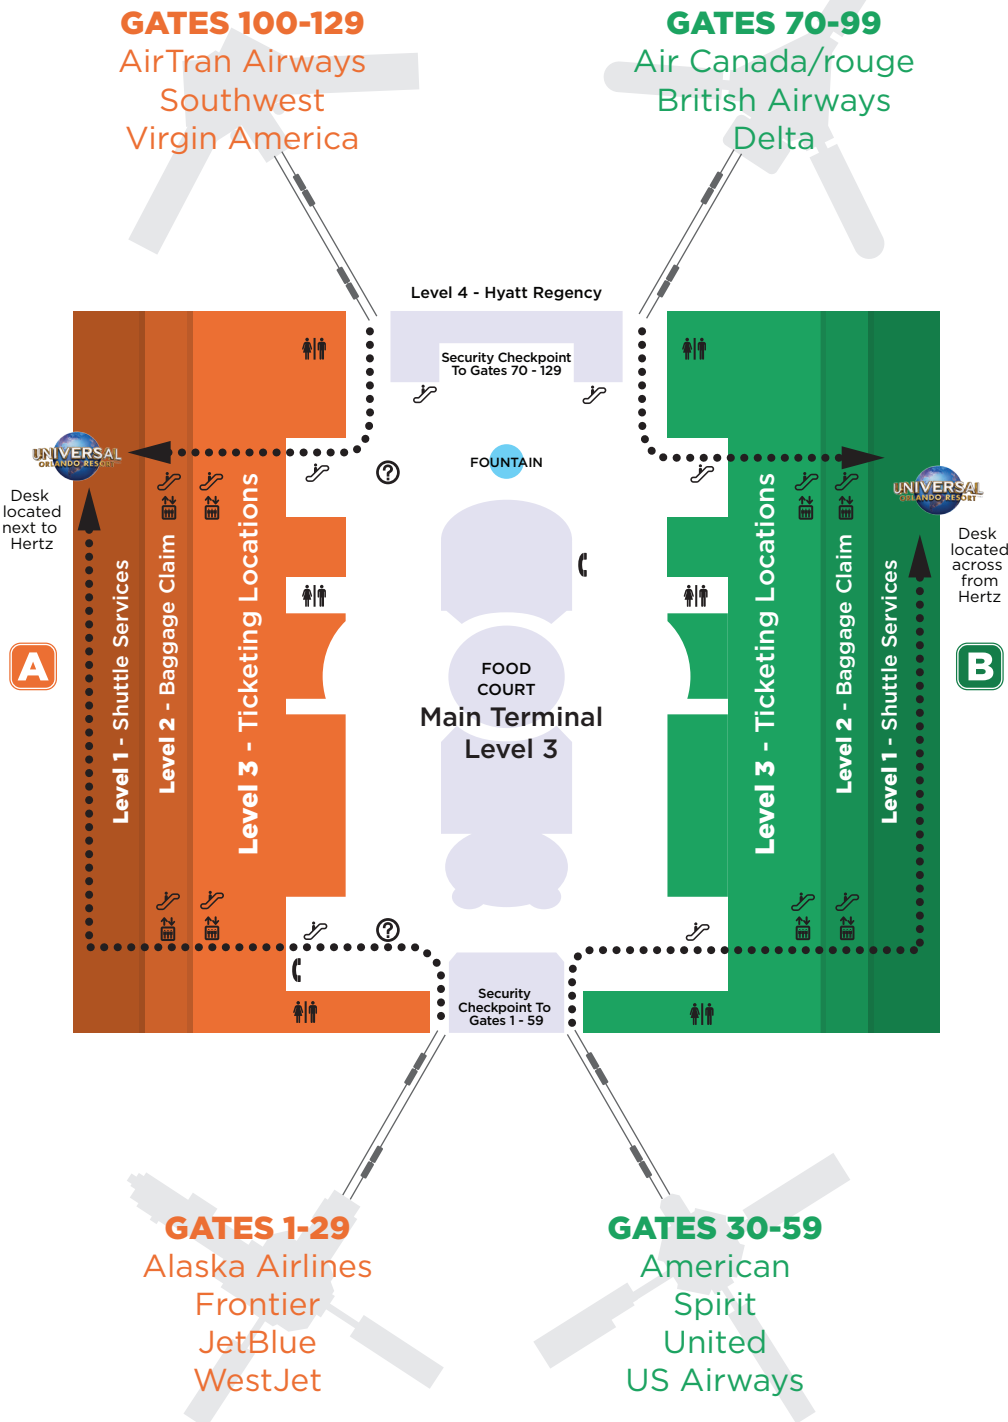 GATES 100-129
AirTran Airways
Southwest
Virgin America
GATES 70-99
Air Canada/rouge
British Airways
Delta
Level 4 - Hyatt Regency
Security Checkpoint
To Gates 70 - 129
UNIVERSAL
ORLANDO RESORT
Desk
located
next to
Hertz
?
FOUNTAIN
UNIVERSAL
ORLANDO RESORT
Desk
located
across
from
Hertz
A
Level 1 - Shuttle Services
Level 2 - Baggage Claim
Level 3 - Ticketing Locations
FOOD
COURT
Main Terminal
Level 3
Level 3 - Ticketing Locations
Level 2 - Baggage Claim
Level 1 - Shuttle Services
B
?
Security
Checkpoint To
Gates 1 - 59
GATES 1-29
Alaska Airlines
Frontier
JetBlue
WestJet
GATES 30-59
American
Spirit
United
US Airways